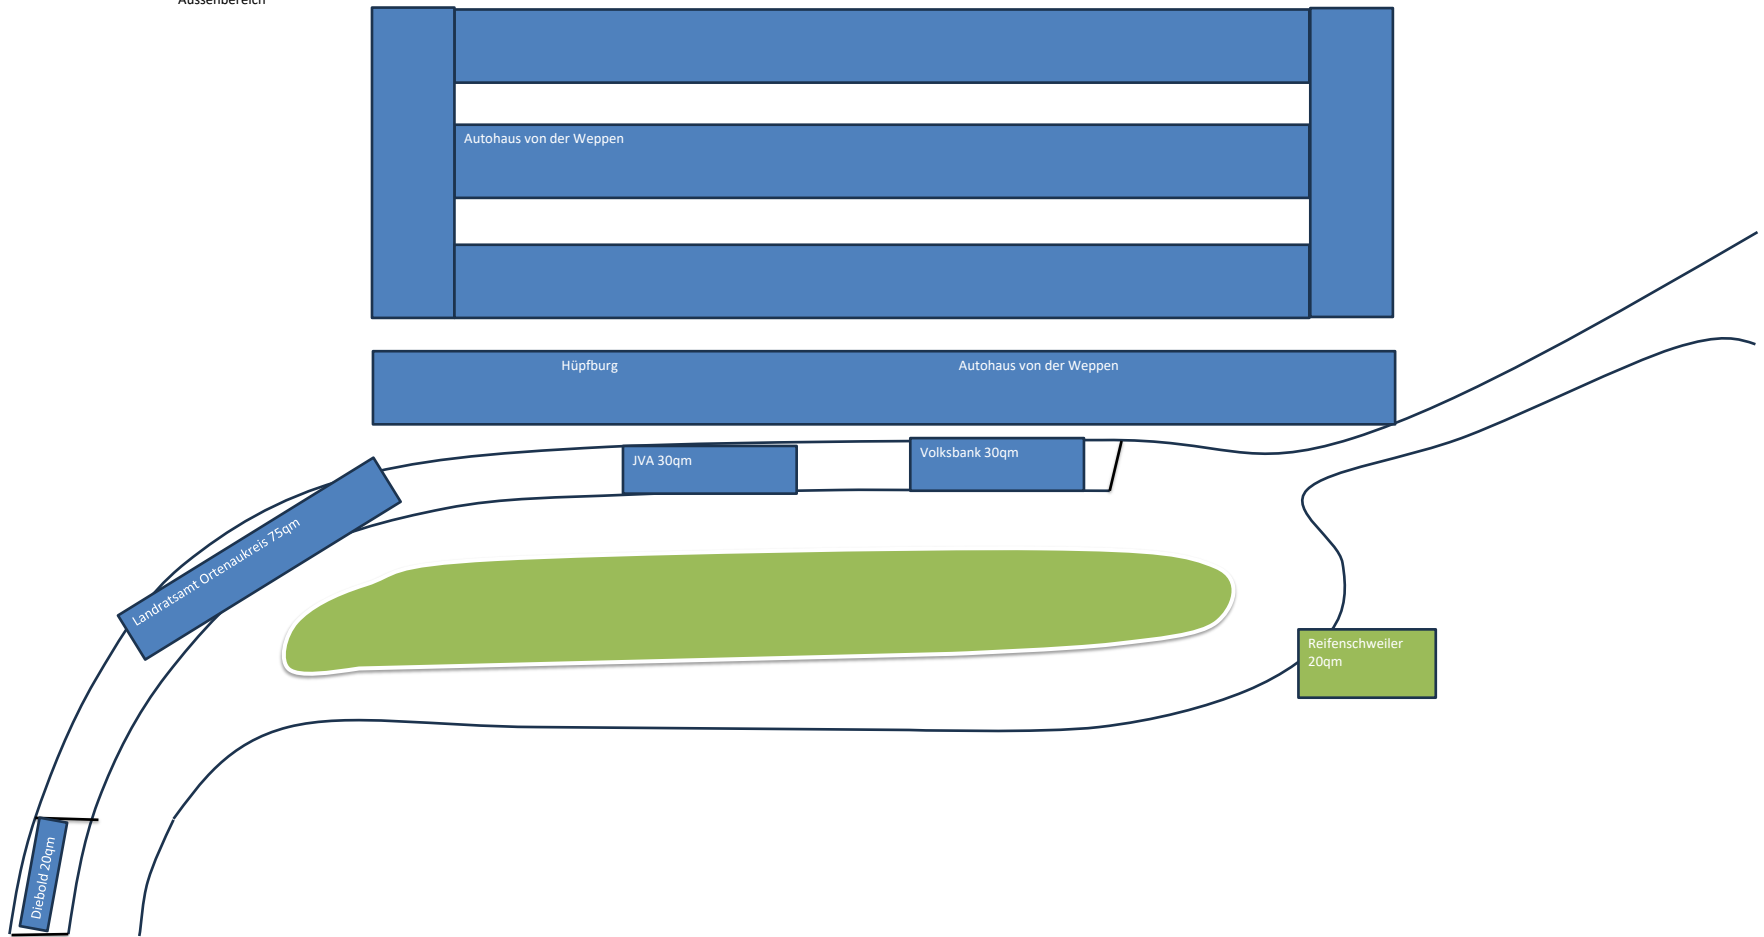 Aussenbereich
Autohaus von der Weppen
Hüpfburg
Autohaus von der Weppen
JVA 30qm
Volksbank 30qm
Landratsamt Ortenaukreis 75qm
Reifenschweiler
20qm
Diebold 20qm